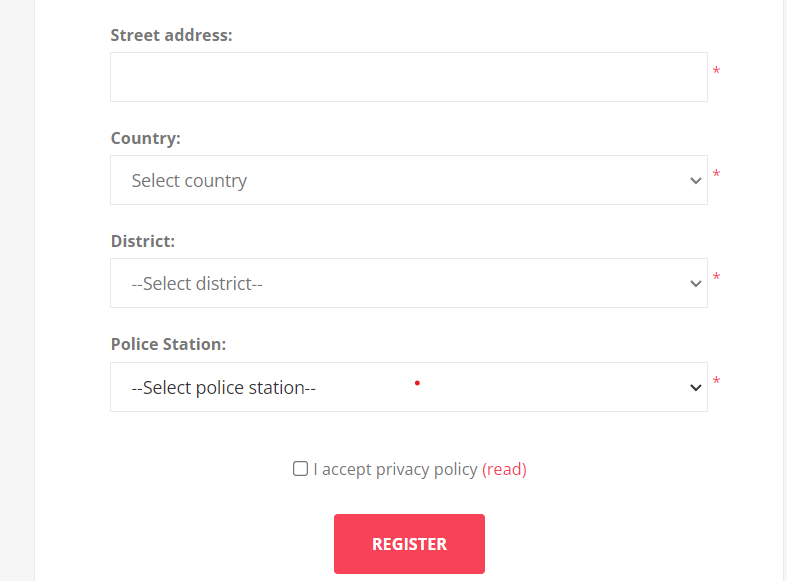 Street address:
*
Country:
Select country
*
District:
--Select district--
*
Police Station:
--Select police station--
*
I accept privacy policy (read)
REGISTER